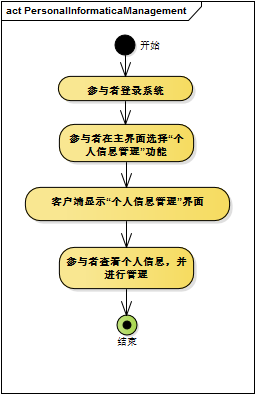 act PersonalInformaticaManagement
开始
参与者登录系统
参与者在主界面选择“个
人信息管理”功能
客户端显示“个人信息管理”界面
参与者查看个人信息，并
进行管理
结束